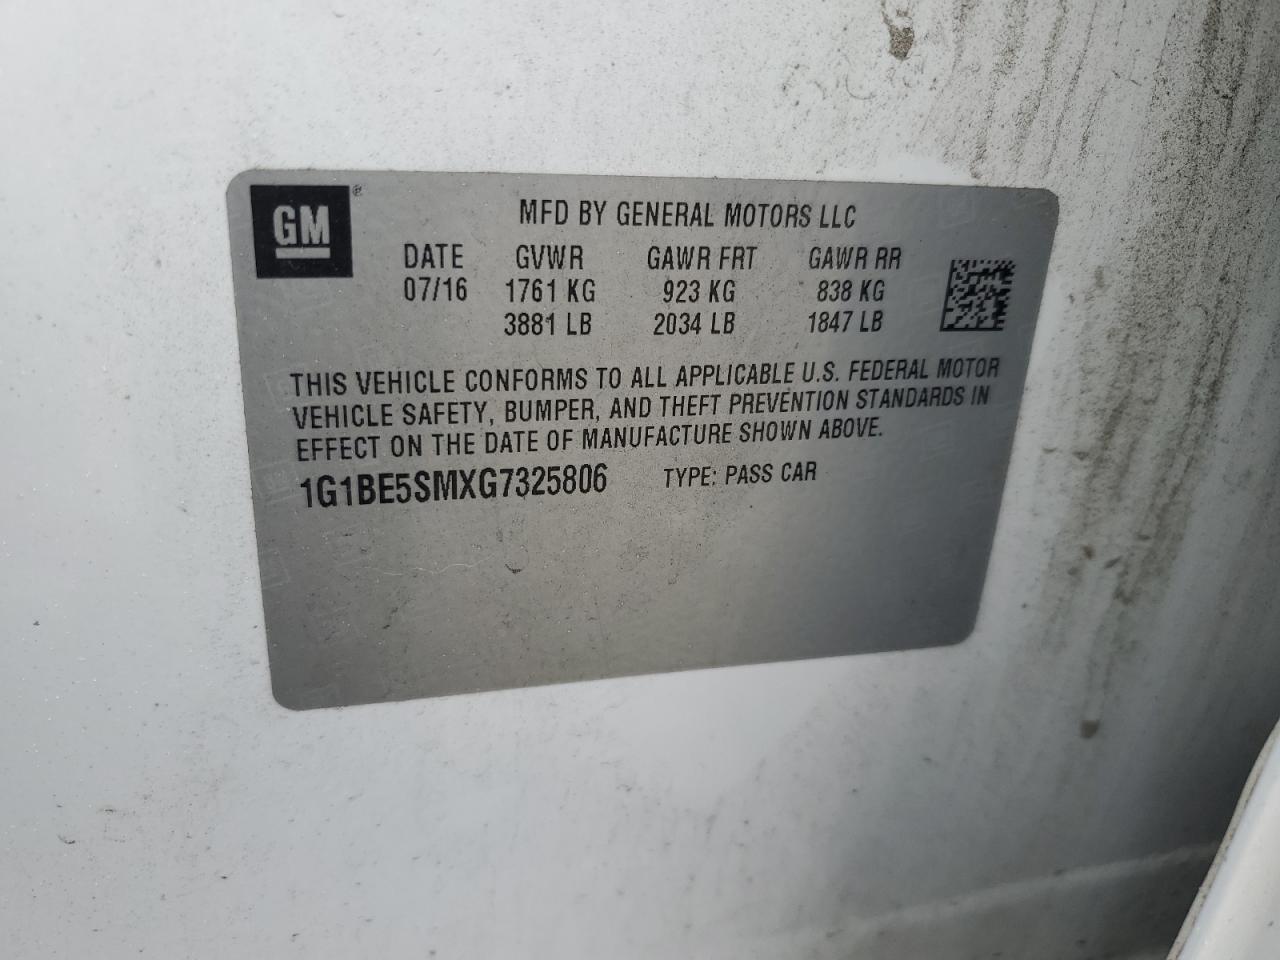 GM®
MFD BY GENERAL MOTORS LLC
DATE GVWR GAWR FRT GAWR RR
07/16 1761 KG 923 KG 838 KG
3881 LB 2034 LB 1847 LB
THIS VEHICLE CONFORMS TO ALL APPLICABLE U.S. FEDERAL MOTOR
VEHICLE SAFETY, BUMPER, AND THEFT PREVENTION STANDARDS IN
EFFECT ON THE DATE OF MANUFACTURE SHOWN ABOVE.
1G1BE5SMXG7325806 TYPE: PASS CAR